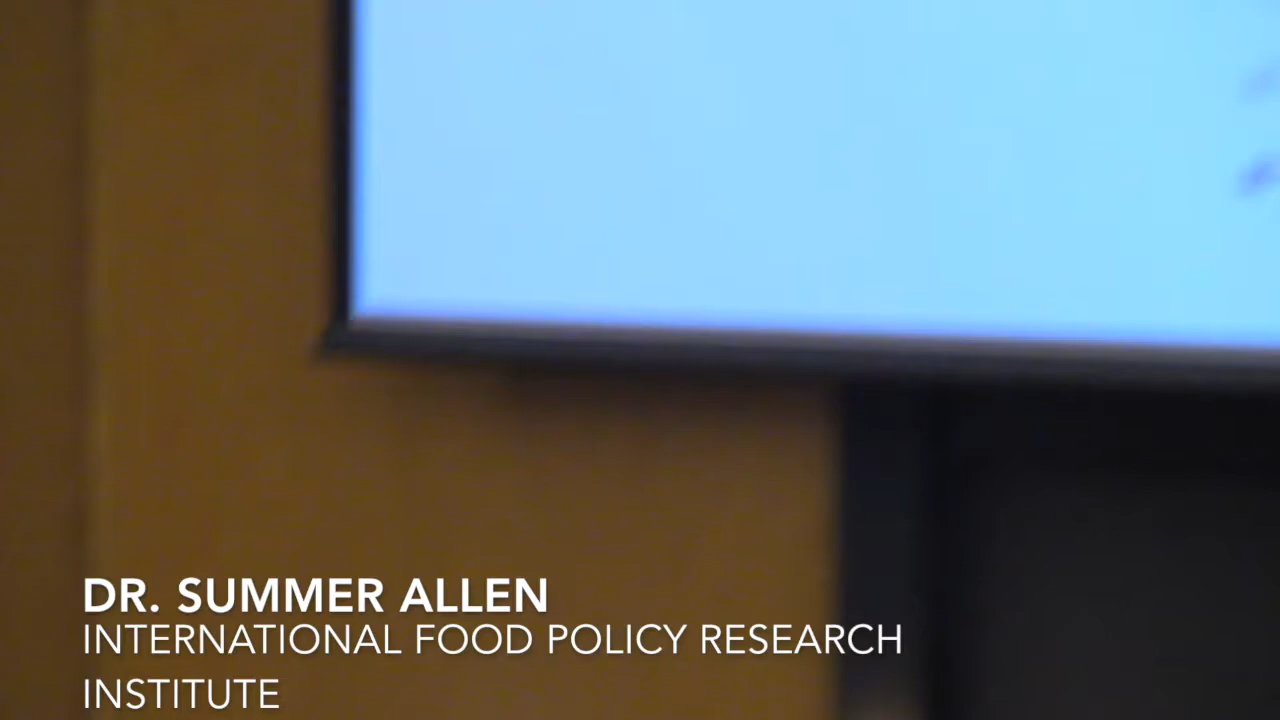 DR. SUMMER ALLEN
INTERNATIONAL FOOD POLICY RESEARCH
INSTITUTE